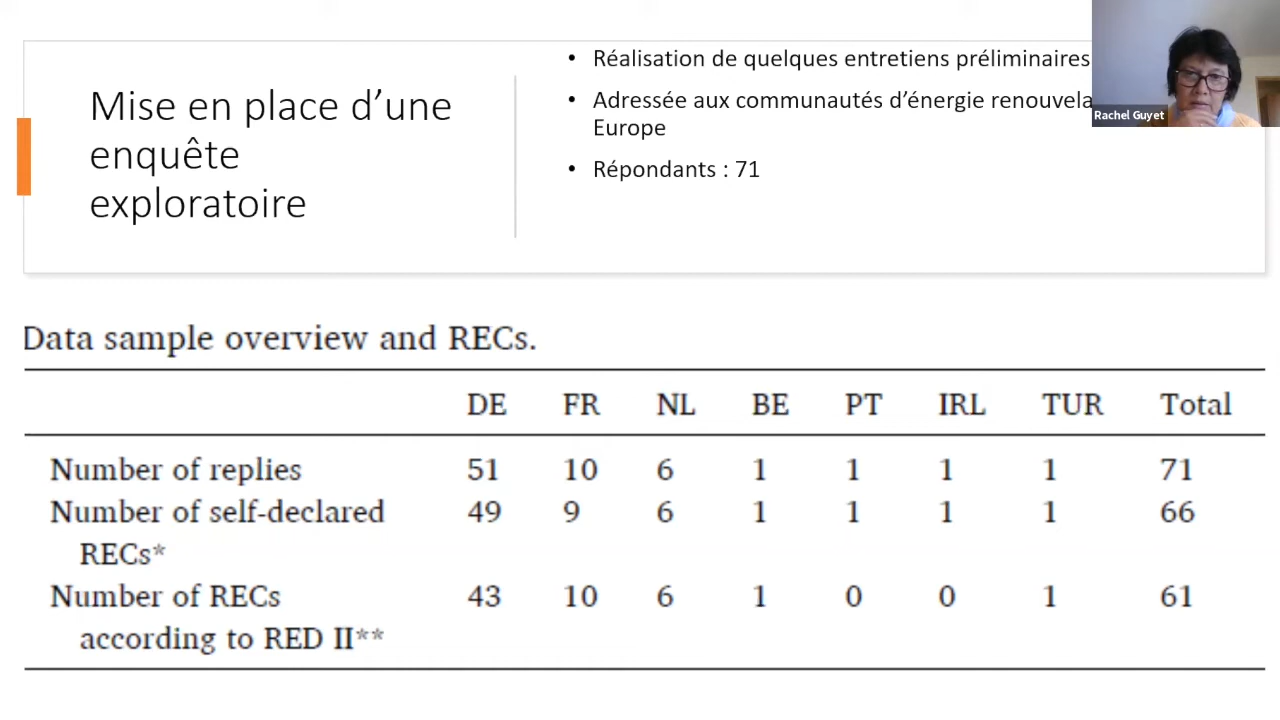 Mise en place d’une
enquête
exploratoire
• Réalisation de quelques entretiens préliminaires
• Adressée aux communautés d’énergie
Europe
• Répondants : 71
Rachel Guyet
Data sample overview and RECs.
DE FR NL BE PT IRL TUR Total
Number of replies 51 10 6 1 1 1 1 71
Number of self-declared 49 9 6 1 1 1 1 66
RECs*
Number of RECs 43 10 6 1 0 0 1 61
according to RED II**